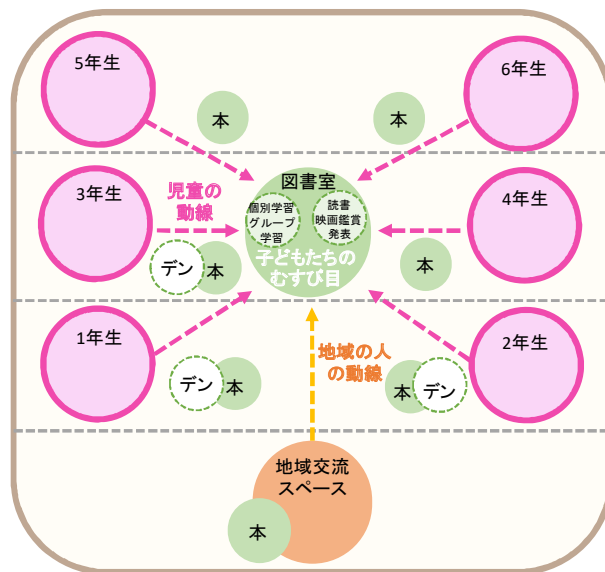 5年生
6年生
本
本
図書室
3年生
児童の
動線
個別学習
グループ
学習
読書
映画鑑賞
発表
4年生
子どもたちの
むすび目
デン
本
本
1年生
地域の人
の動線
2年生
デン
本
本
デン
地域交流
スペース
本